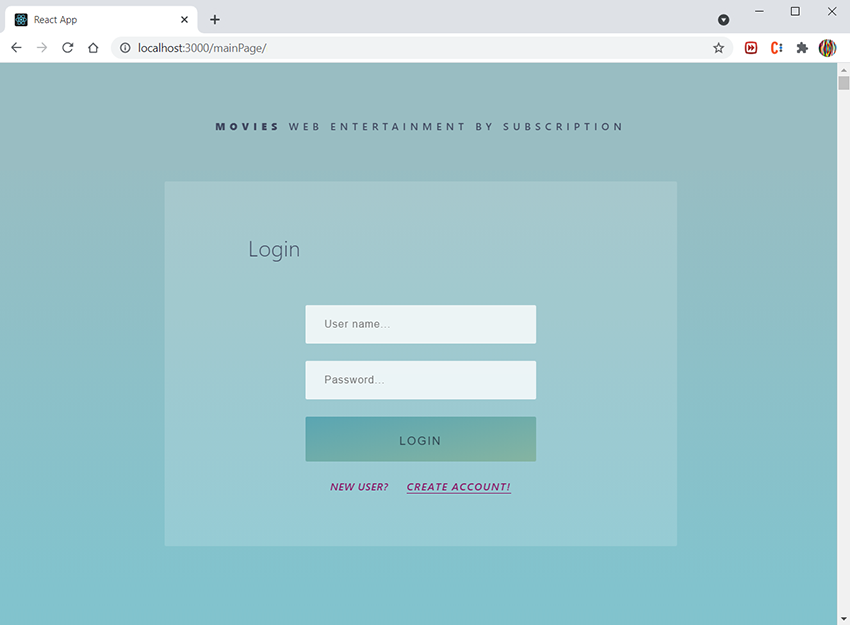 React App
localhost:3000/mainPage/
MOVIES WEB ENTERTAINMENT BY SUBSCRIPTION
Login
User name...
Password...
LOGIN
NEW USER? CREATE ACCOUNT!